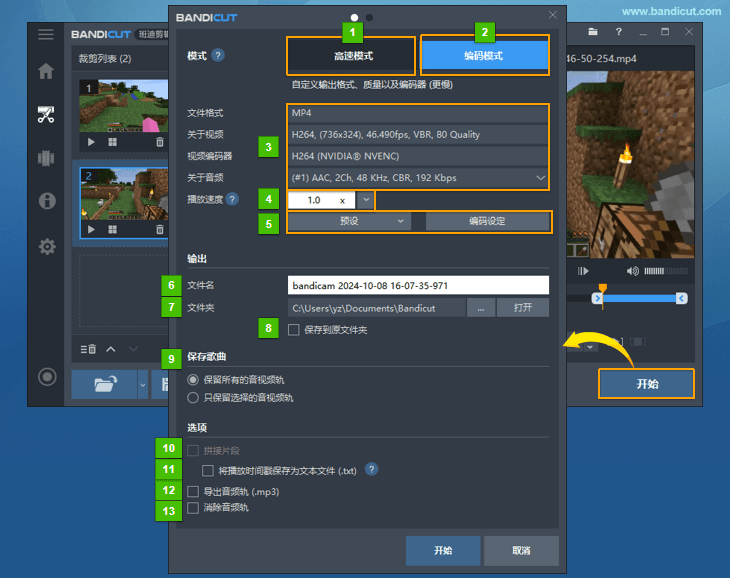 www.bandicut.com
BANDICUT
BANDICUT 班迪剪辑
46-50-254.mp4
裁剪列表 (2)
1
2
1
2
模式 ?
高速模式
编码模式
自定义输出格式、质量以及编码器 (更慢)
3
文件格式
MP4
关于视频
H264, (736x324), 46.490fps, VBR, 80 Quality
视频编码器
H264 (NVIDIA® NVENC)
关于音频
(#1) AAC, 2Ch, 48 KHz, CBR, 192 Kbps
播放速度 ?
4
1.0 x
5
预设
编码设定
输出
6
文件名
bandicam 2024-10-08 16-07-35-971
7
文件夹
C:\Users\yz\Documents\Bandicut
...
打开
8
保存到原文件夹
9
保存歌曲
保留所有的音视频轨
只保留选择的音视频轨
选项
10
拼接片段
11
将播放时间戳保存为文本文件 (.txt) ?
12
导出音频轨 (.mp3)
13
消除音频轨
开始
取消
开始